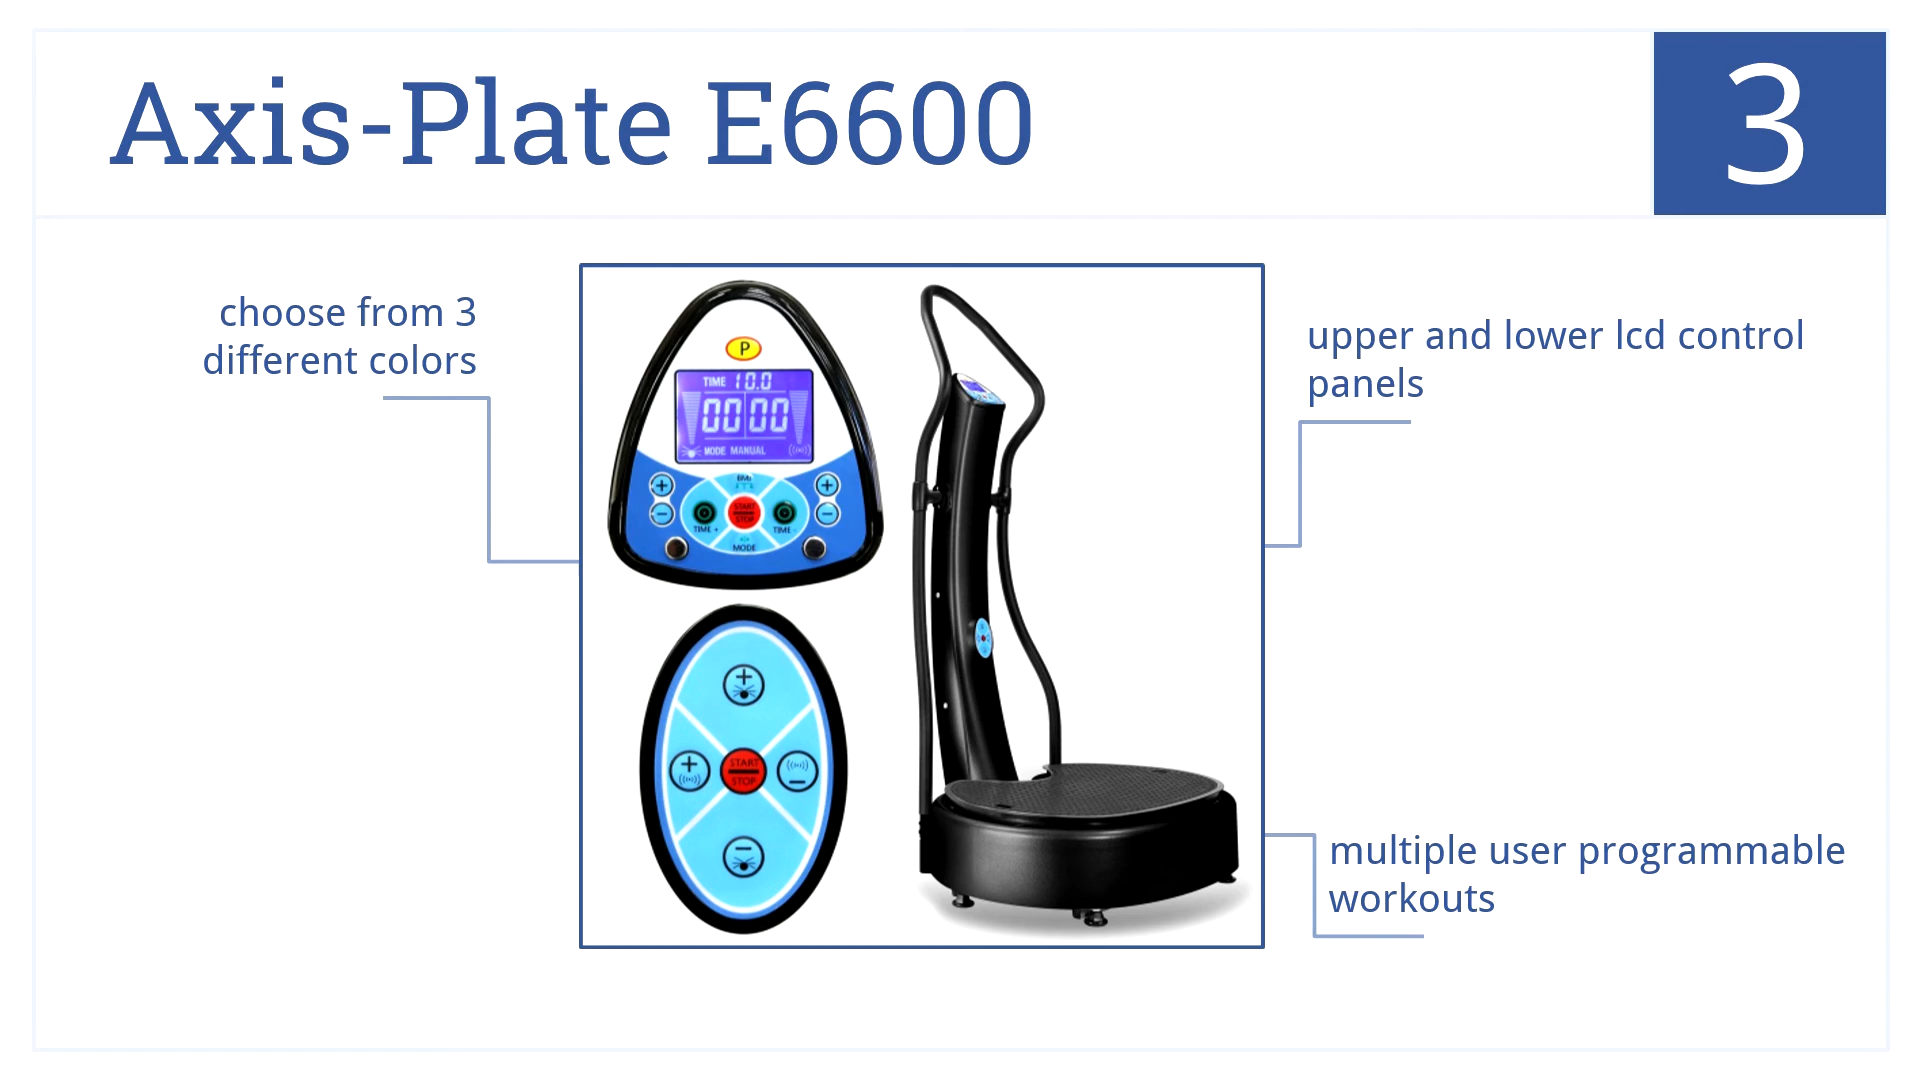 Axis-Plate E6600
3
choose from 3
different colors
upper and lower lcd control
panels
multiple user programmable
workouts
P
TIME 10.0
00 00
MODE MANUAL
BMI
+
+
-
-
START
STOP
TIME +
TIME -
MODE
+
+
START
STOP
-
-